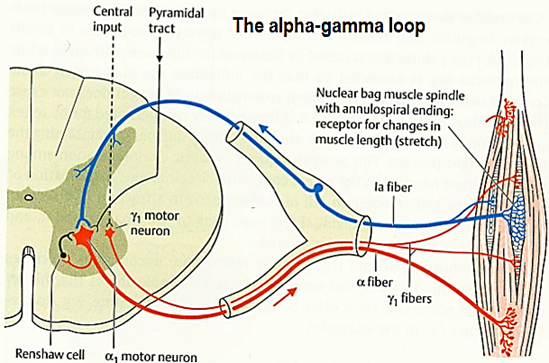 Central
input
Pyramidal
tract
The alpha-gamma loop
Nuclear bag muscle spindle
with annulospiral ending:
receptor for changes in
muscle length (stretch)
Ia fiber
γ1 motor
neuron
α fiber
γ1 fibers
Renshaw cell
α1 motor neuron